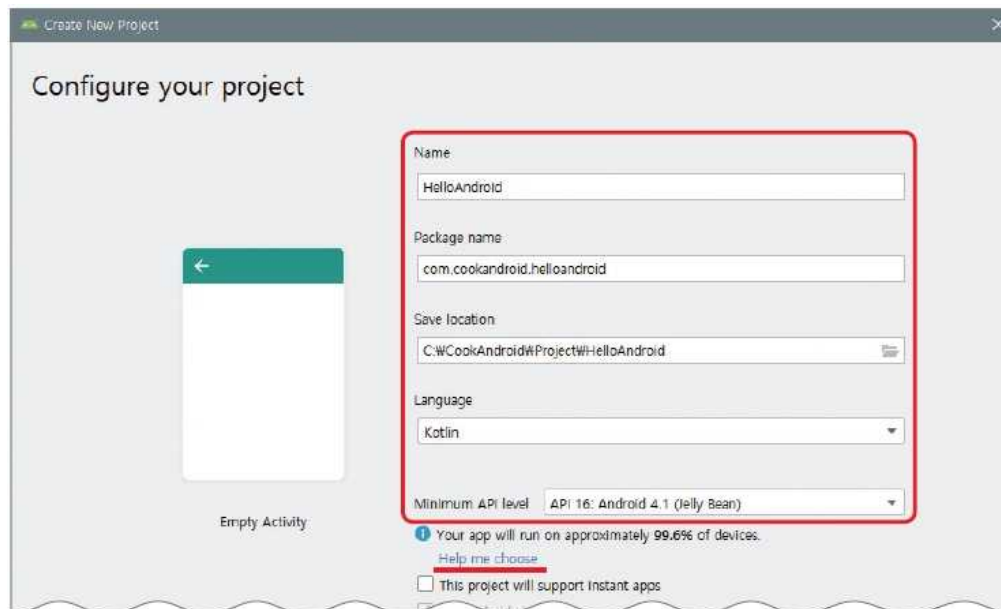 Create New Project
Configure your project
Name
HelloAndroid
Package name
com.cookandroid.helloandroid
Save location
C:₩CookAndroid₩Project₩HelloAndroid
Language
Kotlin
Minimum API level API 16: Android 4.1 (Jelly Bean)
Empty Activity
Your app will run on approximately 99.6% of devices.
Help me choose
This project will support instant apps